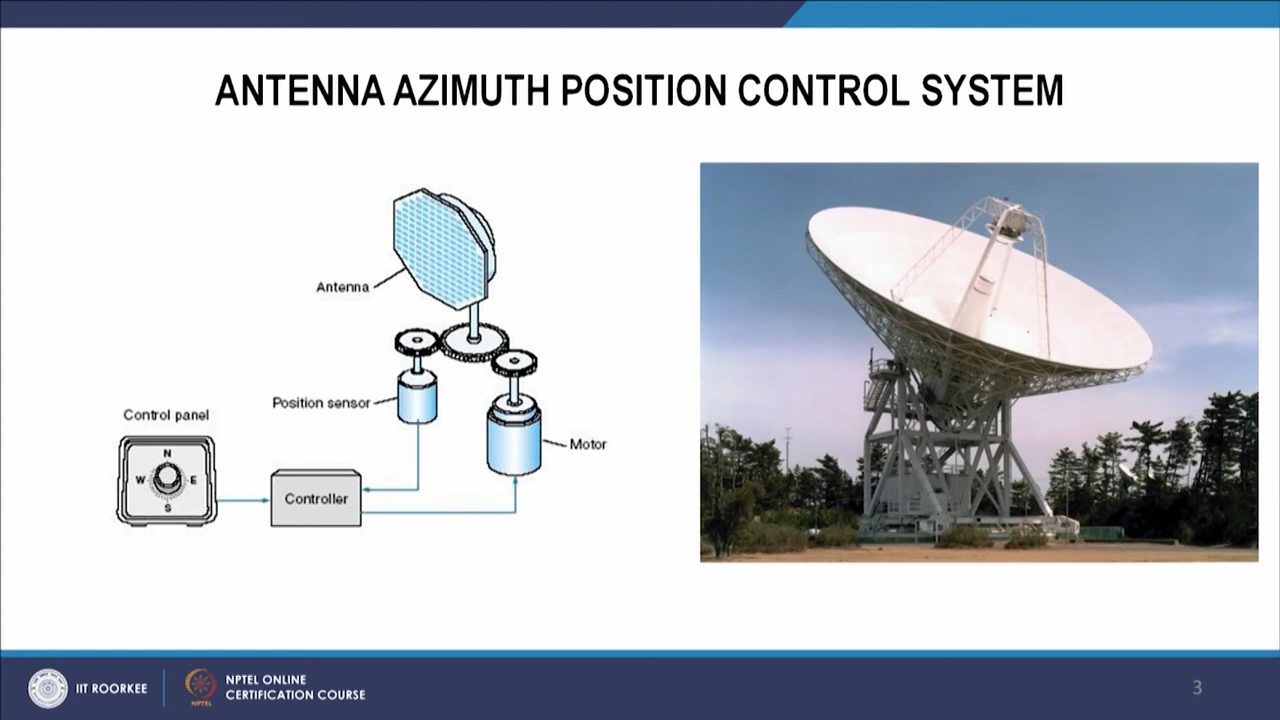 ANTENNA AZIMUTH POSITION CONTROL SYSTEM
Antenna
Position sensor
Control panel
Motor
N
W E
S
Controller
IIT ROORKEE
NPTEL
NPTEL ONLINE
CERTIFICATION COURSE
3